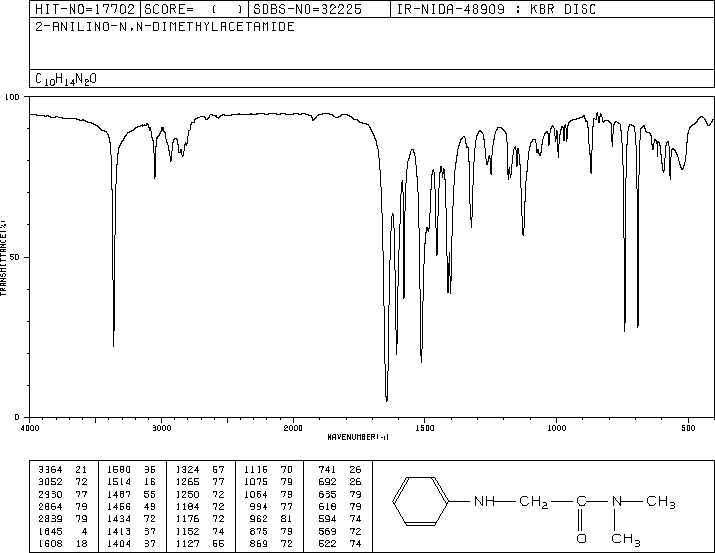 HIT-NO=17702 SCORE= ( ) SDBS-NO=32225 IR-NIDA-48909 : KBR DISC
2-ANILINO-N,N-DIMETHYLACETAMIDE
C10H14N2O
100
50
0
TRANSMITTANCE(%)
4000 3000 2000 1500 1000 500
WAVENUMBER(-1)
3364 21 1580 36 1324 57 1116 70 741 26
3052 72 1514 16 1265 77 1075 79 692 26
2930 77 1487 55 1250 72 1064 79 635 79
2864 79 1456 49 1184 72 994 77 618 79
2839 79 1434 72 1176 72 962 81 594 74
1645 4 1413 37 1152 74 875 79 569 72
1608 18 1404 37 1127 55 869 72 522 74
NH CH2 C N CH3
O CH3